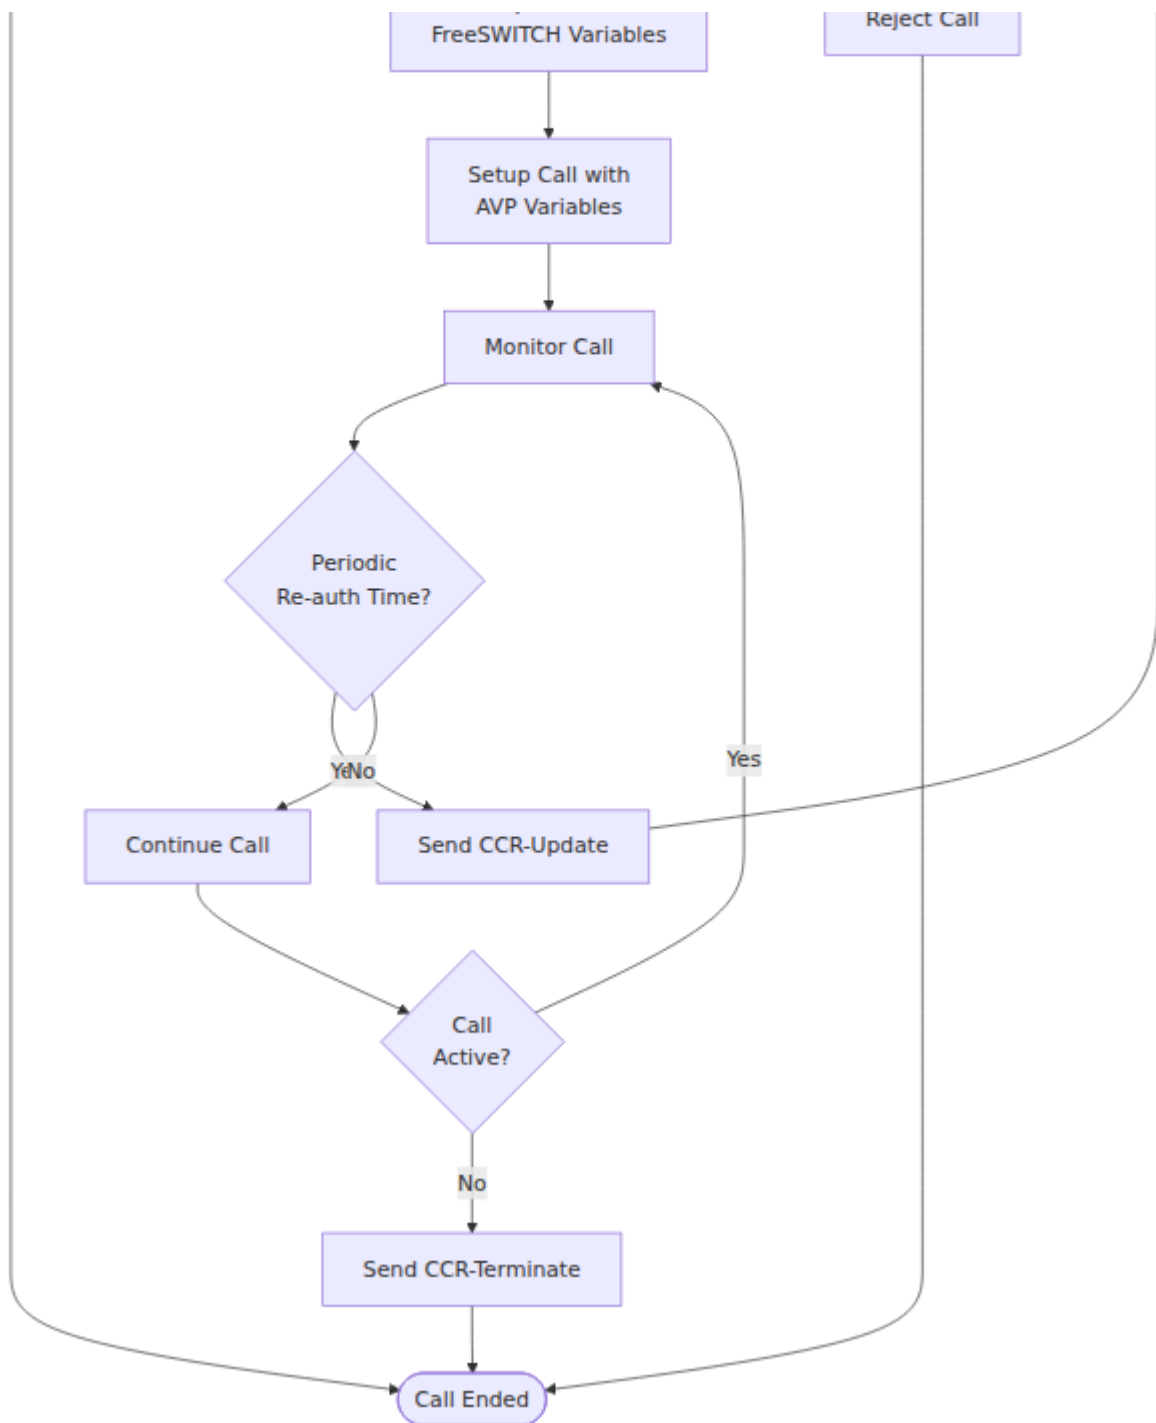 FreeSWITCH Variables
Reject Call
Setup Call with
AVP Variables
Monitor Call
Periodic
Re-auth Time?
No
Yes
Continue Call
Send CCR-Update
Call
Active?
No
Send CCR-Terminate
Call Ended